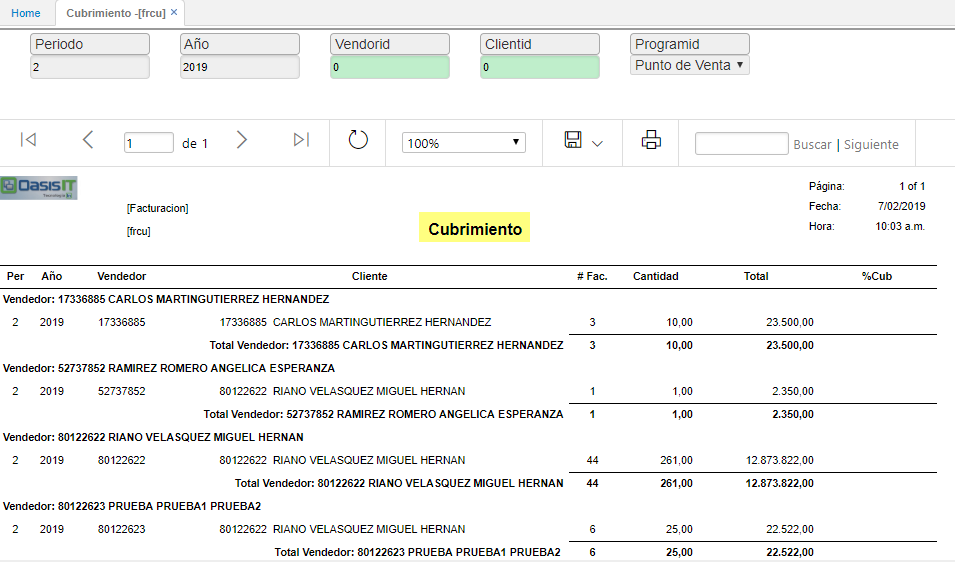 Home Cubrimiento -[frcu] ×
Periodo Año Vendorid Clientid Programid
2 2019 0 0 Punto de Venta
1 de 1 100% Buscar | Siguiente
OasisIT
Tecnología
Página: 1 of 1
[Facturacion] Fecha: 7/02/2019
[frcu] Cubrimiento Hora: 10:03 a.m.
Per Año Vendedor Cliente # Fac. Cantidad Total %Cub
Vendedor: 17336885 CARLOS MARTINGUTIERREZ HERNANDEZ
2 2019 17336885 17336885 CARLOS MARTINGUTIERREZ HERNANDEZ 3 10,00 23.500,00
Total Vendedor: 17336885 CARLOS MARTINGUTIERREZ HERNANDEZ 3 10,00 23.500,00
Vendedor: 52737852 RAMIREZ ROMERO ANGELICA ESPERANZA
2 2019 52737852 80122622 RIANO VELASQUEZ MIGUEL HERNAN 1 1,00 2.350,00
Total Vendedor: 52737852 RAMIREZ ROMERO ANGELICA ESPERANZA 1 1,00 2.350,00
Vendedor: 80122622 RIANO VELASQUEZ MIGUEL HERNAN
2 2019 80122622 80122622 RIANO VELASQUEZ MIGUEL HERNAN 44 261,00 12.873.822,00
Total Vendedor: 80122622 RIANO VELASQUEZ MIGUEL HERNAN 44 261,00 12.873.822,00
Vendedor: 80122623 PRUEBA PRUEBA1 PRUEBA2
2 2019 80122623 80122622 RIANO VELASQUEZ MIGUEL HERNAN 6 25,00 22.522,00
Total Vendedor: 80122623 PRUEBA PRUEBA1 PRUEBA2 6 25,00 22.522,00